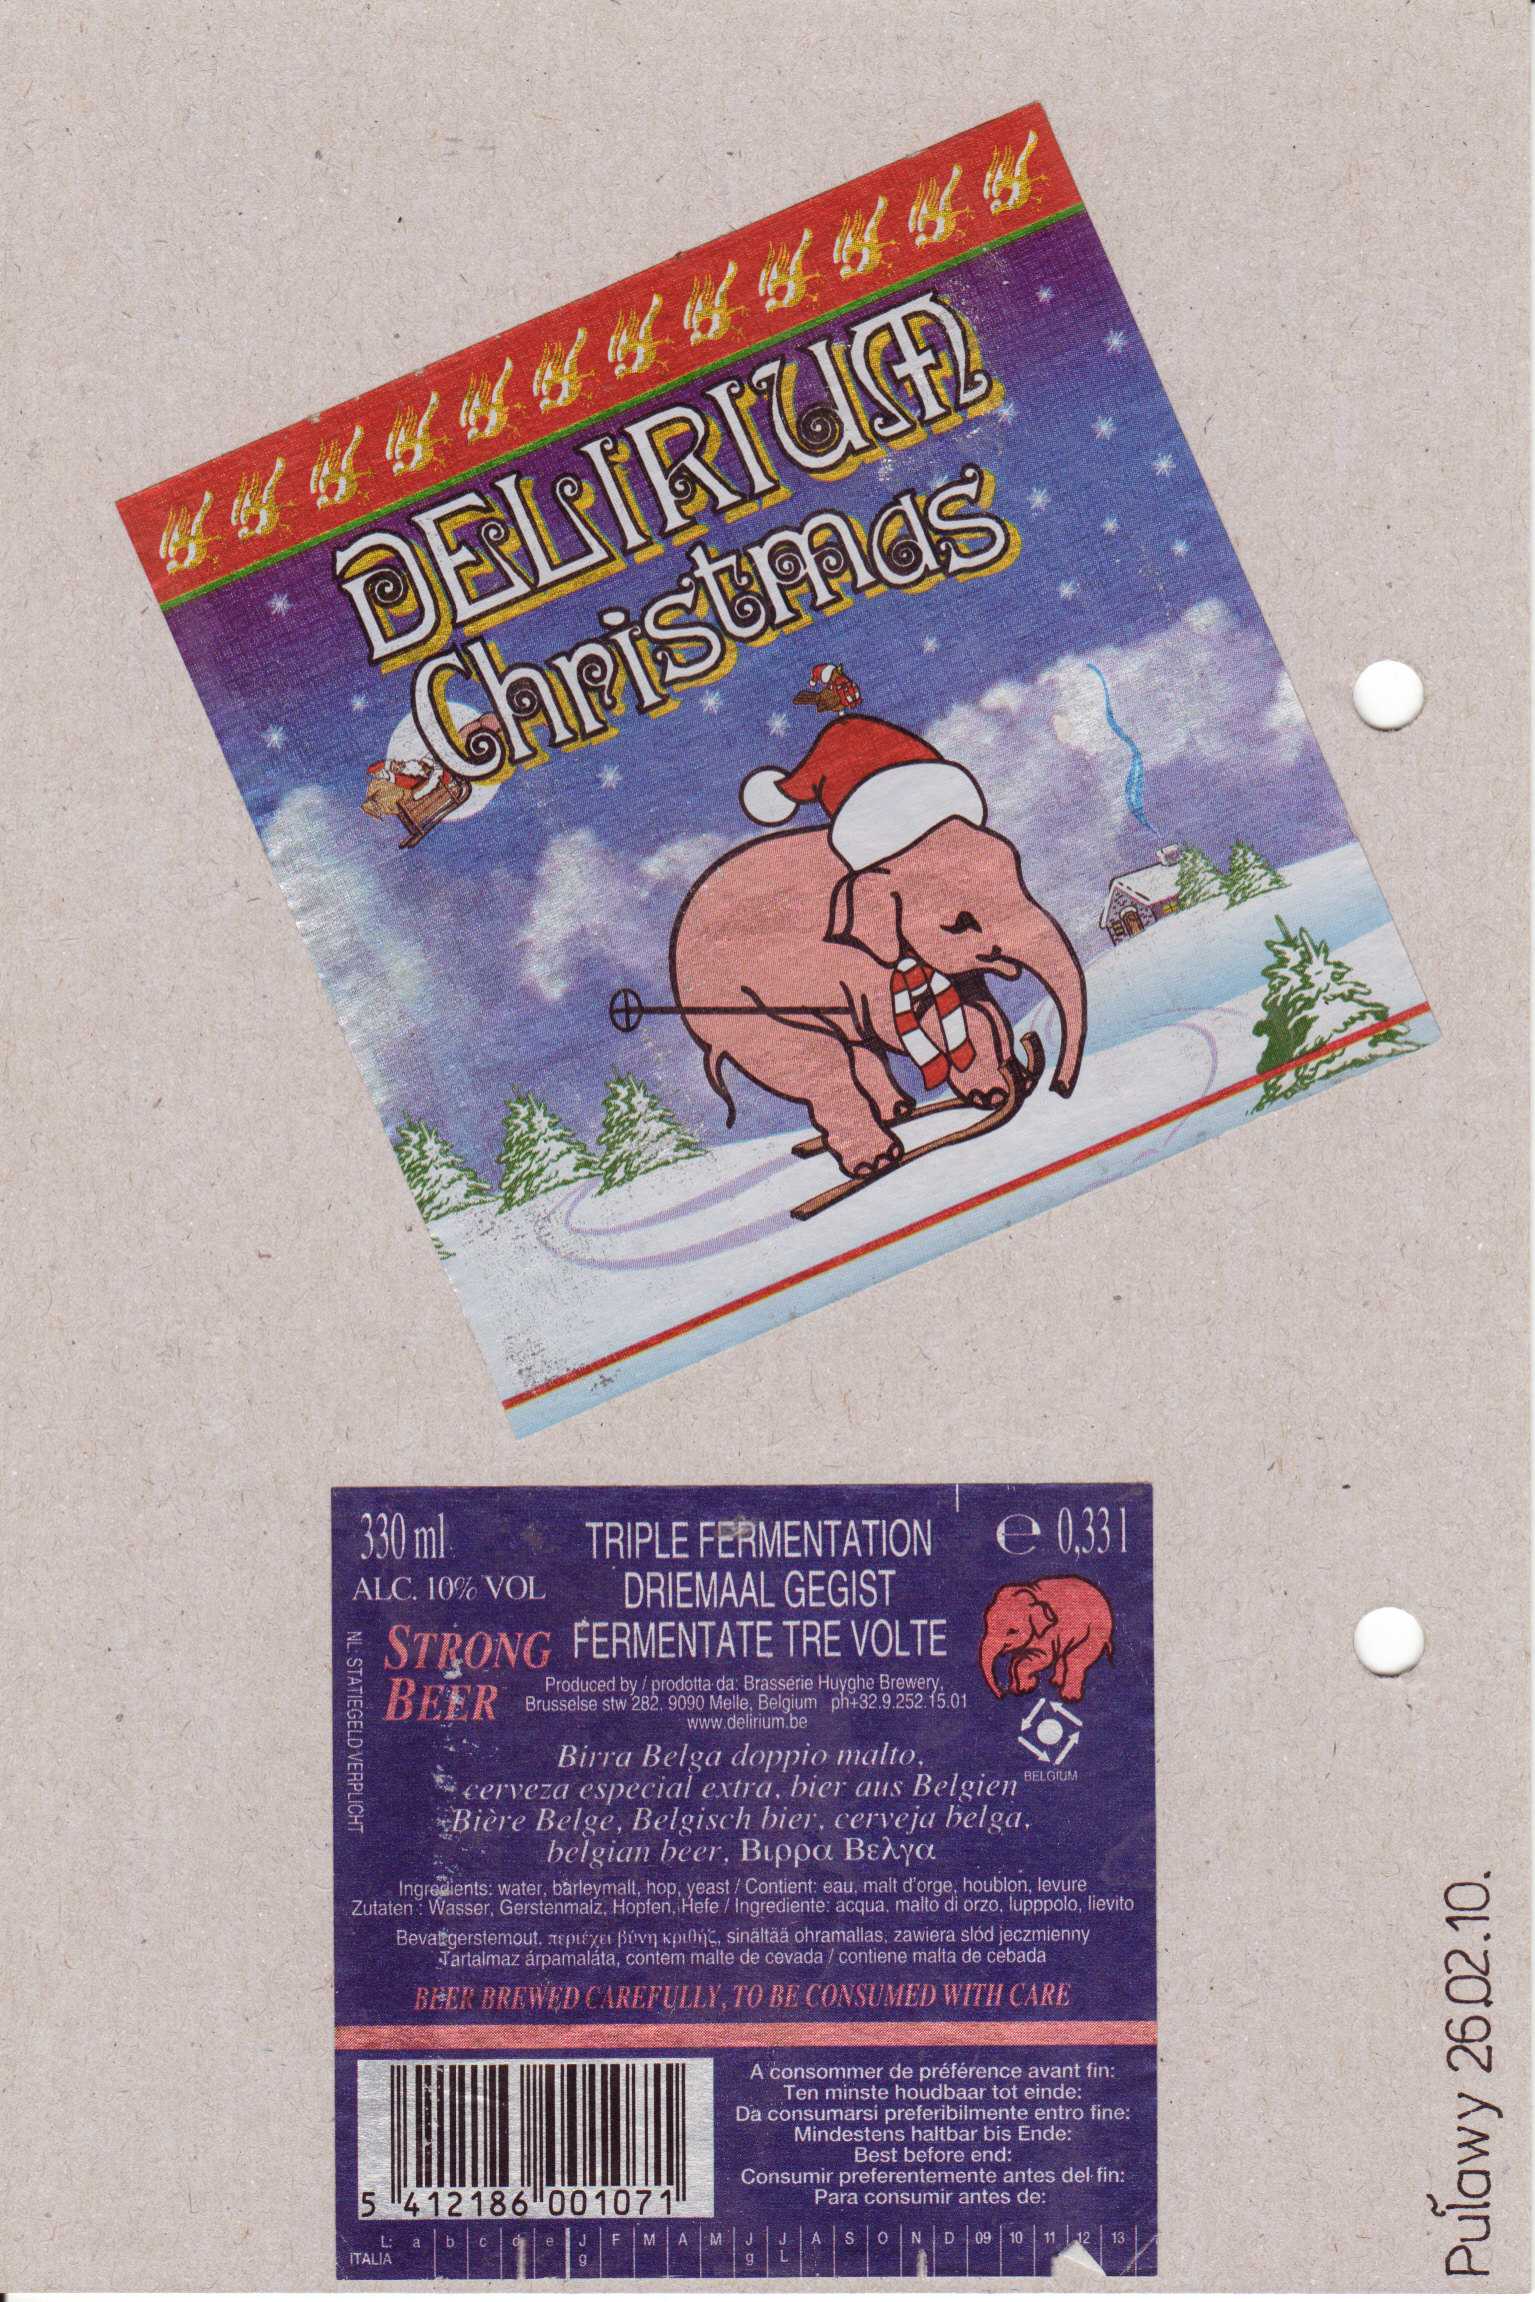 DELIRIUM
Christmas
330 ml
ALC. 10% VOL
STRONG
BEER
NL. STATIEGELD VERPLICHT
TRIPLE FERMENTATION
DRIEMAAL GEGIST
FERMENTATE TRE VOLTE
e 0,33 l
Produced by / prodotta da: Brasserie Huyghe Brewery,
Brusselse stw 282, 9090 Melle, Belgium ph+32.9.252.15.01
www.delirium.be
BELGIUM
Birra Belga doppio malto,
cerveza especial extra, bier aus Belgien
Bière Belge, Belgisch bier, cerveja belga,
belgian beer, Βιρρα Βελγα
Ingredients: water, barleymalt, hop, yeast / Contient: eau, malt d'orge, houblon, levure
Zutaten : Wasser, Gerstenmalz, Hopfen, Hefe / Ingrediente: acqua, malto di orzo, lupppolo, lievito
Bevat gerstemout, περιέχει βύνη κριθής, sinältää ohramallas, zawiera slód jeczmienny
Tartalmaz árpamaláta, contem malte de cevada / contiene malta de cebada
BEER BREWED CAREFULLY, TO BE CONSUMED WITH CARE
A consommer de préférence avant fin:
Ten minste houdbaar tot einde:
Da consumarsi preferibilmente entro fine:
Mindestens haltbar bis Ende:
Best before end:
Consumir preferentemente antes del fin:
Para consumir antes de:
5 412186 001071
L: a b c d e J F M A M J J A S O N D 09 10 11 12 13
ITALIA g g L
Puławy 26.02.10.